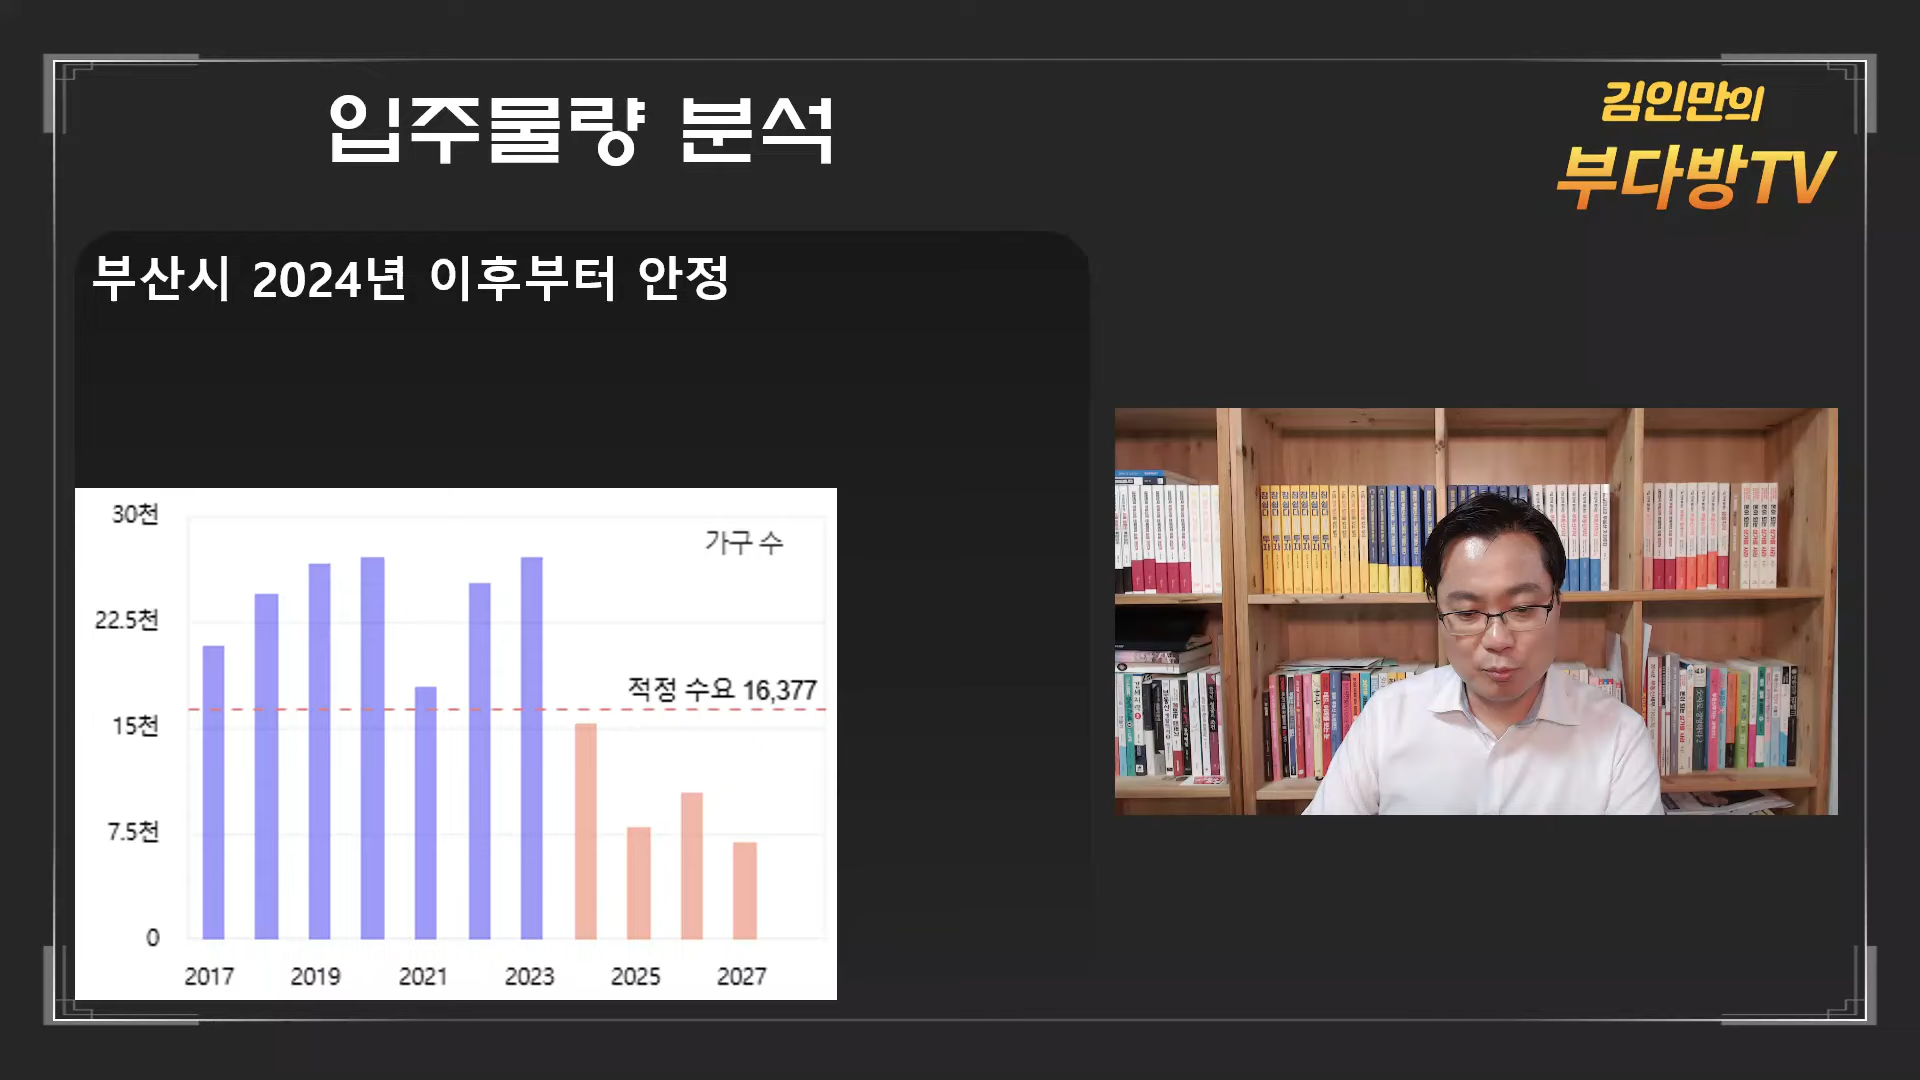 입주물량 분석
김인만의
부다방TV
부산시 2024년 이후부터 안정
30천
가구 수
22.5천
적정 수요 16,377
15천
7.5천
0
2017 2019 2021 2023 2025 2027